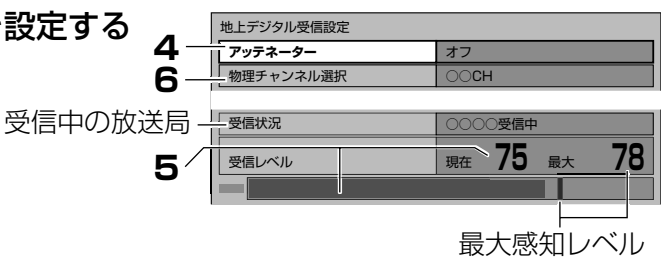 設定する
地上デジタル受信設定
4 アッテネーター オフ
6 物理チャンネル選択 ○○CH
受信中の放送局 受信状況 ○○○○受信中
5 受信レベル 現在 75 最大 78
最大感知レベル